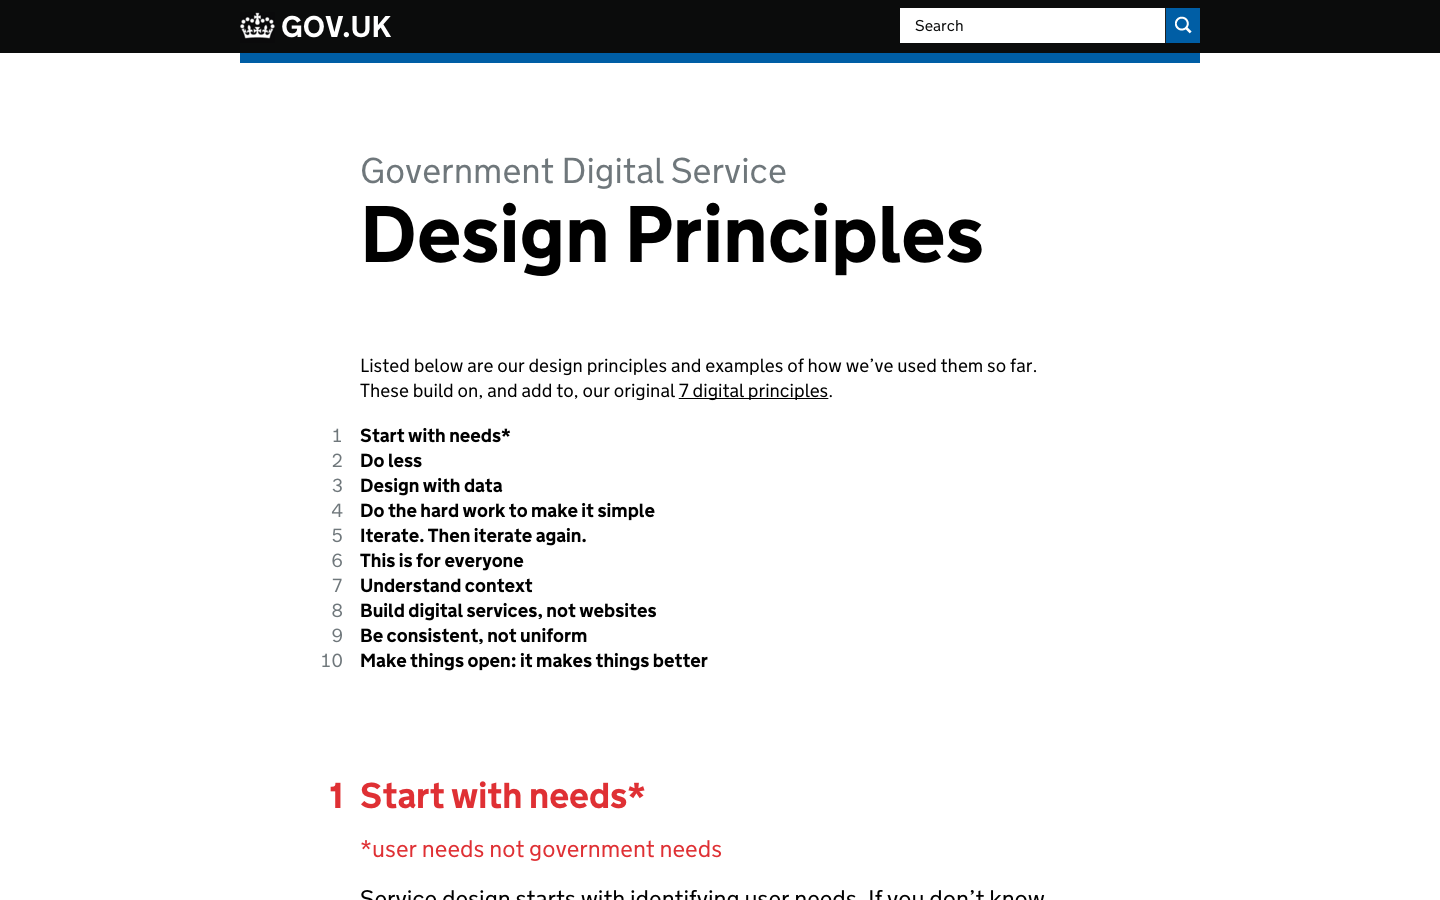 GOV.UK
Search
Government Digital Service
Design Principles
Listed below are our design principles and examples of how we’ve used them so far.
These build on, and add to, our original 7 digital principles.
1 Start with needs*
2 Do less
3 Design with data
4 Do the hard work to make it simple
5 Iterate. Then iterate again.
6 This is for everyone
7 Understand context
8 Build digital services, not websites
9 Be consistent, not uniform
10 Make things open: it makes things better
1 Start with needs*
*user needs not government needs
Service design starts with identifying user needs. If you don’t know